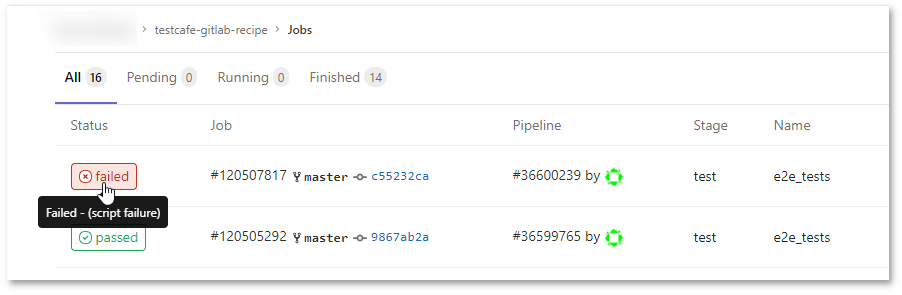 testcafe-gitlab-recipe > Jobs
All 16 Pending 0 Running 0 Finished 14
Status Job Pipeline Stage Name
failed #120507817 master c55232ca #36600239 by test e2e_tests
Failed - (script failure)
passed #120505292 master 9867ab2a #36599765 by test e2e_tests